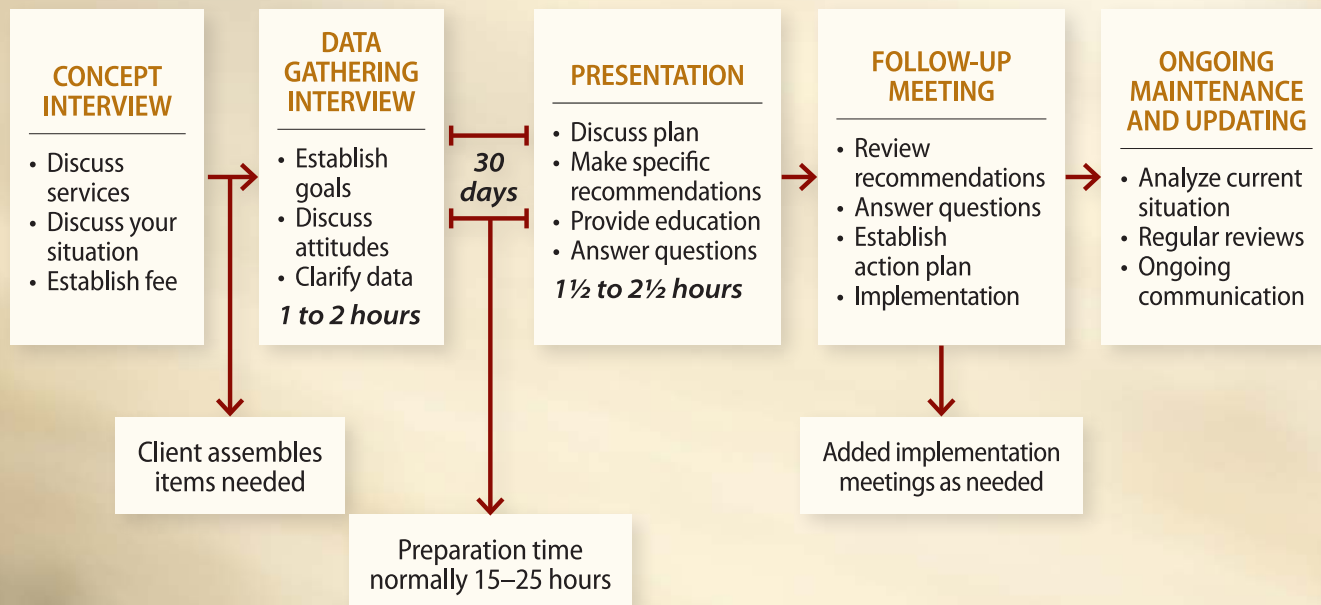 CONCEPT
INTERVIEW
• Discuss
services
• Discuss your
situation
• Establish fee
DATA
GATHERING
INTERVIEW
• Establish
goals
• Discuss
attitudes
• Clarify data
1 to 2 hours
30
days
PRESENTATION
• Discuss plan
• Make specific
recommendations
• Provide education
• Answer questions
1½ to 2½ hours
FOLLOW-UP
MEETING
• Review
recommendations
• Answer questions
• Establish
action plan
• Implementation
ONGOING
MAINTENANCE
AND UPDATING
• Analyze current
situation
• Regular reviews
• Ongoing
communication
Client assembles
items needed
Preparation time
normally 15–25 hours
Added implementation
meetings as needed